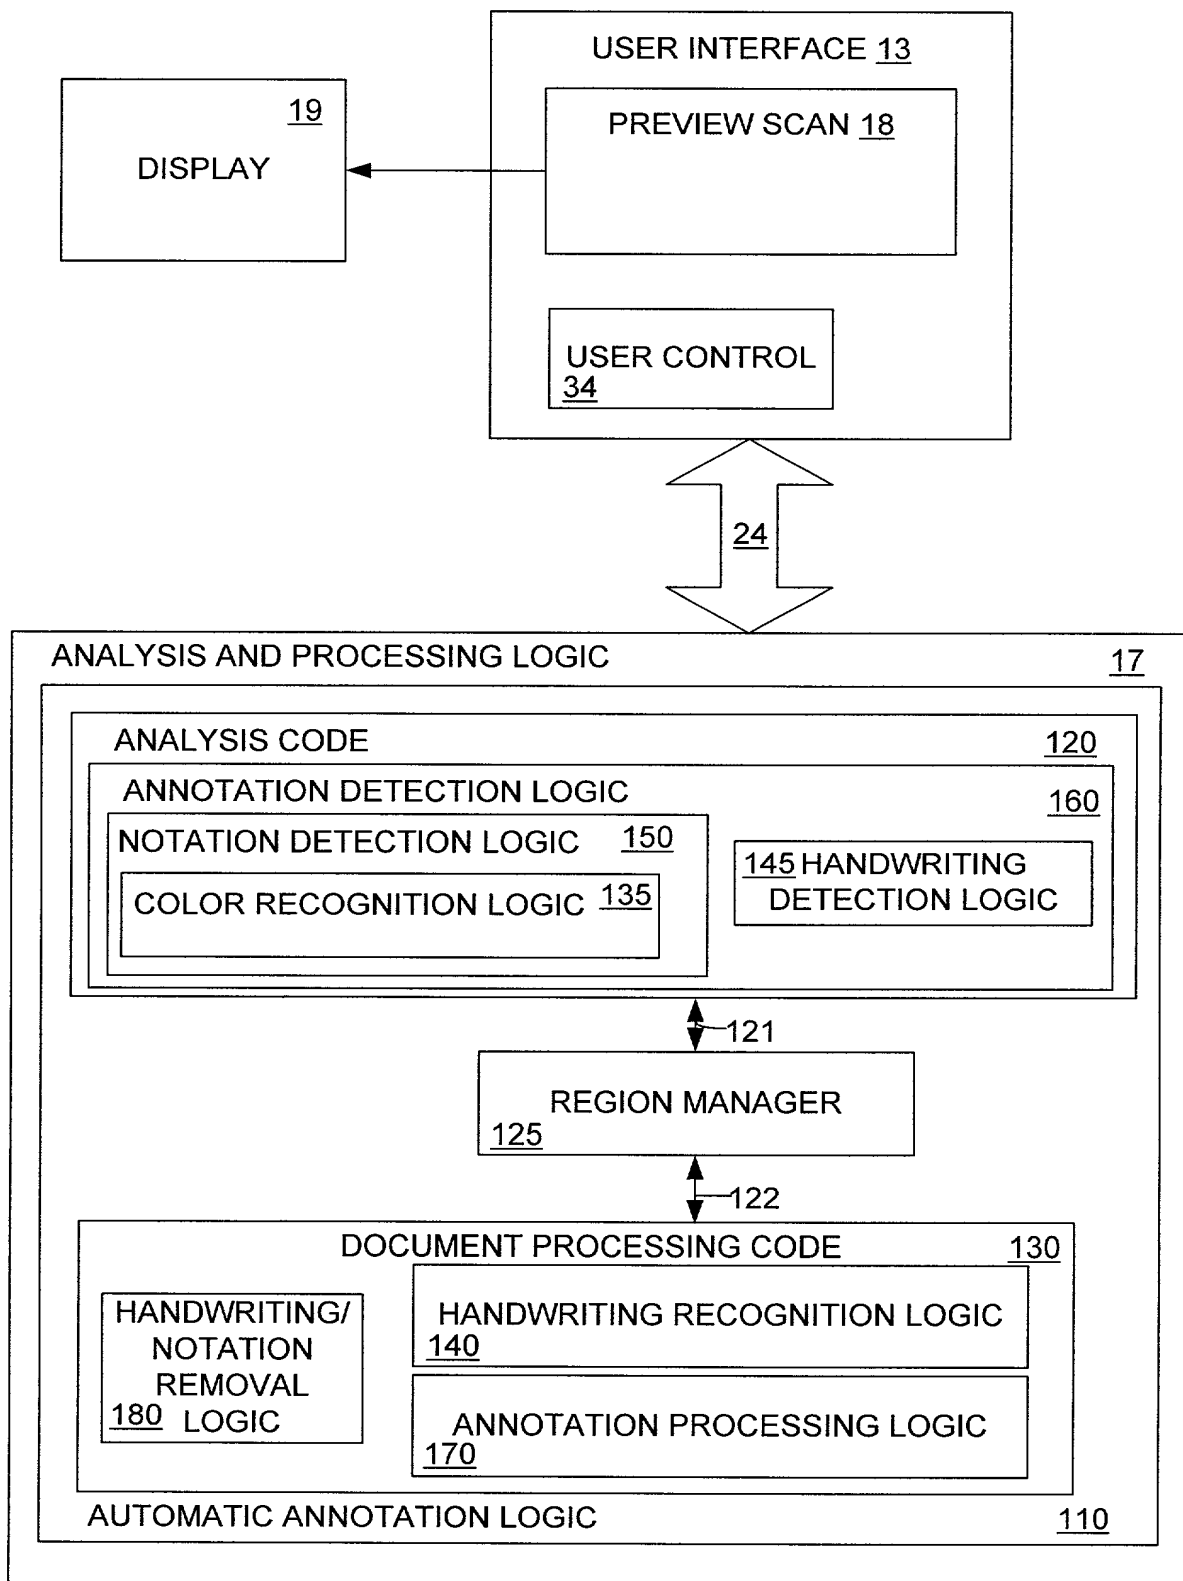 USER INTERFACE 13
PREVIEW SCAN 18
19
DISPLAY
USER CONTROL
34
24
ANALYSIS AND PROCESSING LOGIC 17
ANALYSIS CODE 120
ANNOTATION DETECTION LOGIC 160
NOTATION DETECTION LOGIC 150
COLOR RECOGNITION LOGIC 135
145 HANDWRITING
DETECTION LOGIC
121
REGION MANAGER
125
122
DOCUMENT PROCESSING CODE 130
HANDWRITING/
NOTATION
REMOVAL
180 LOGIC
HANDWRITING RECOGNITION LOGIC
140
ANNOTATION PROCESSING LOGIC
170
AUTOMATIC ANNOTATION LOGIC 110